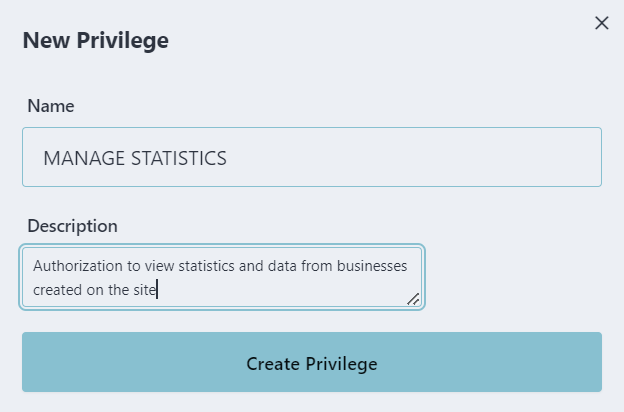 New Privilege
Name
MANAGE STATISTICS
Description
Authorization to view statistics and data from businesses
created on the site
Create Privilege